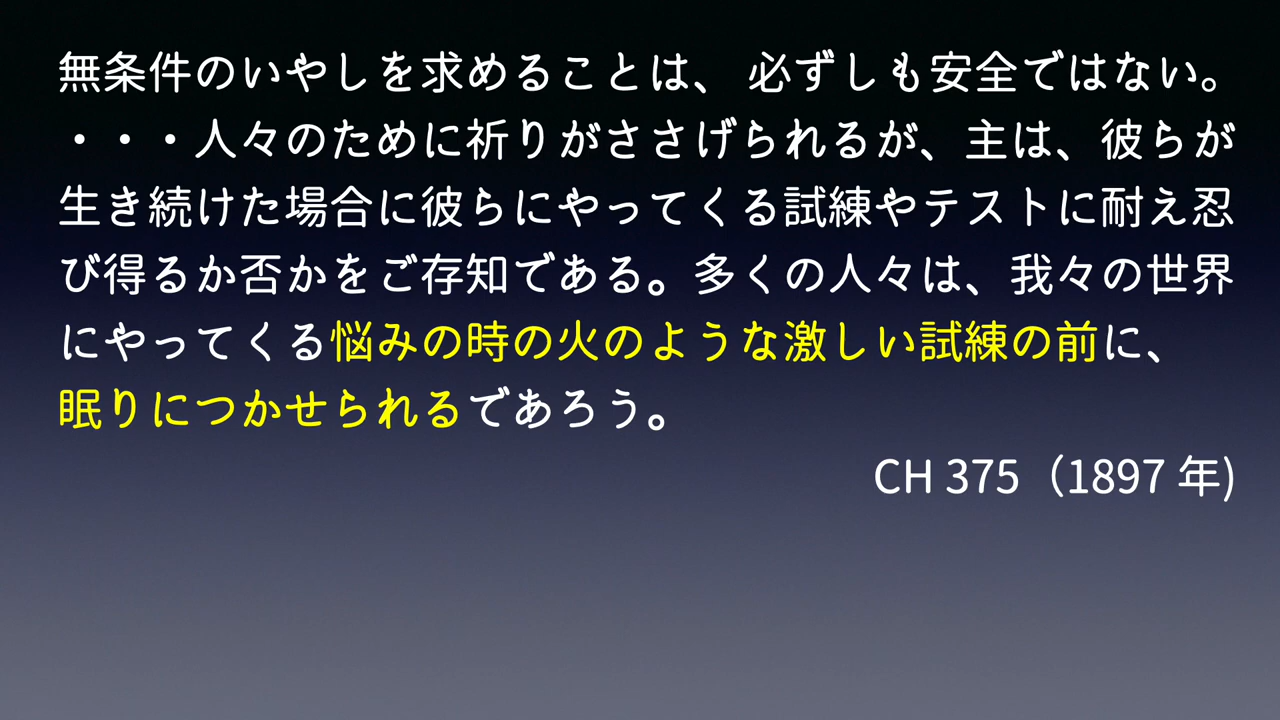 無条件のいやしを求めることは、必ずしも安全ではない。
・・・人々のために祈りがささげられるが、主は、彼らが
生き続けた場合に彼らにやってくる試練やテストに耐え忍
び得るか否かをご存知である。多くの人々は、我々の世界
にやってくる悩みの時の火のような激しい試練の前に、
眠りにつかせられるであろう。
CH 375（1897 年)